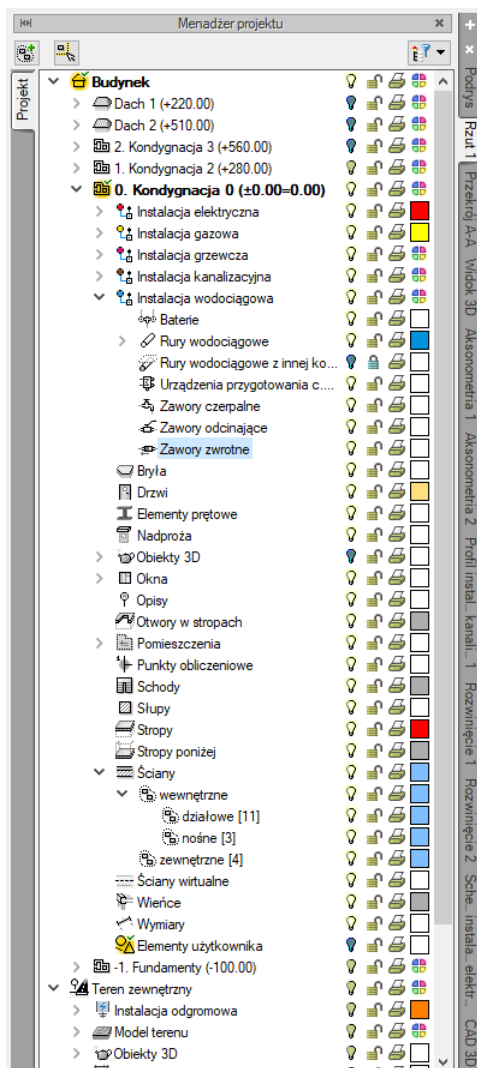 Menadżer projektu
Projekt
Budynek
Dach 1 (+220.00)
Dach 2 (+510.00)
2. Kondygnacja 3 (+560.00)
1. Kondygnacja 2 (+280.00)
0. Kondygnacja 0 (±0.00=0.00)
Instalacja elektryczna
Instalacja gazowa
Instalacja grzewcza
Instalacja kanalizacyjna
Instalacja wodociągowa
Baterie
Rury wodociągowe
Rury wodociągowe z innej ko...
Urządzenia przygotowania c....
Zawory czerpalne
Zawory odcinające
Zawory zwrotne
Bryła
Drzwi
Elementy prętowe
Nadproża
Obiekty 3D
Okna
Opisy
Otwory w stropach
Pomieszczenia
Punkty obliczeniowe
Schody
Słupy
Stropy
Stropy poniżej
Ściany
wewnętrzne
działowe [11]
nośne [3]
zewnętrzne [4]
Ściany wirtualne
Wieńce
Wymiary
Elementy użytkownika
-1. Fundamenty (-100.00)
Teren zewnętrzny
Instalacja odgromowa
Model terenu
Obiekty 3D
Podrys
Rzut 1
Przekrój A-A
Widok 3D
Aksonometria 1
Aksonometria 2
Profil instal... kanali... 1
Rozwinięcie 1
Rozwinięcie 2
Sche... instala... elektr...
CAD 3D